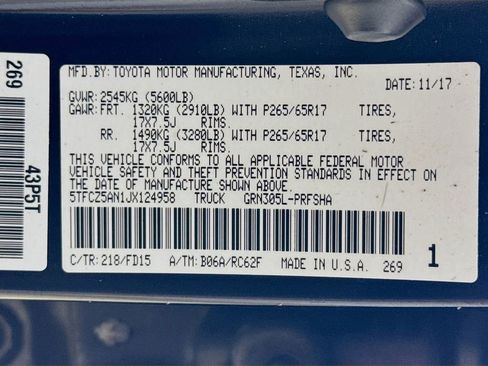 MFD.BY:TOYOTA MOTOR MANUFACTURING, TEXAS, INC.
DATE:11/17
GVWR:2545KG (5600LB)
GAWR:FRT. 1320KG (2910LB) WITH P265/65R17 TIRES,
17X7.5J RIMS.
RR. 1490KG (3280LB) WITH P265/65R17 TIRES,
17X7.5J RIMS.
THIS VEHICLE CONFORMS TO ALL APPLICABLE FEDERAL MOTOR
VEHICLE SAFETY AND THEFT PREVENTION STANDARDS IN EFFECT ON
THE DATE OF MANUFACTURE SHOWN ABOVE.
5TFCZ5AN1JX124958 TRUCK GRN305L-PRFSHA
C/TR:218/FD15 A/TM:B06A/RC62F MADE IN U.S.A. 269
1
269
43P5T